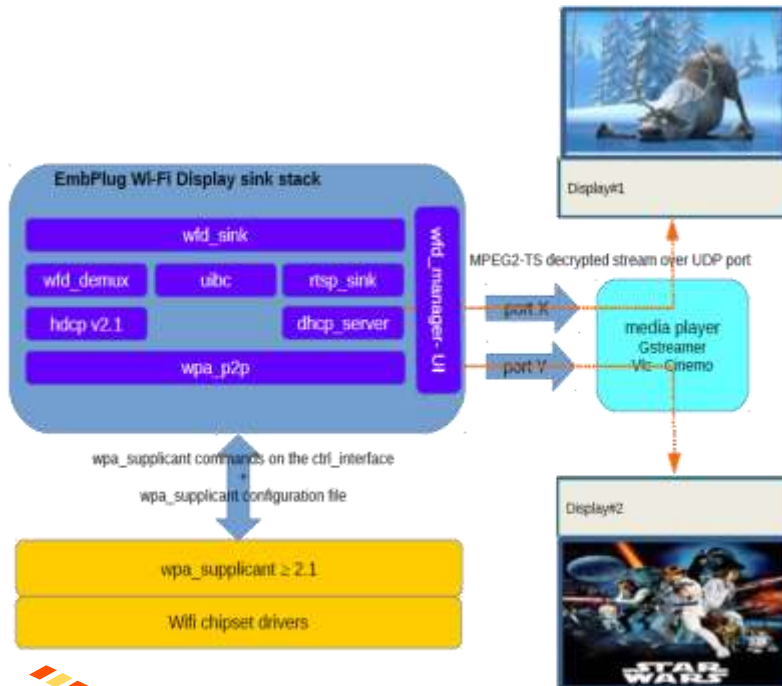 Display#1
EmbPlug Wi-Fi Display sink stack
wfd_sink
wfd_demux
uibc
rtsp_sink
hdcp v2.1
dhcp_server
wpa_p2p
wfd_manager- UI
MPEG2-TS decrypted stream over UDP port
port X
port Y
media player
Gstreamer
Vlc - Cinemo
wpa_supplicant commands on the ctrl_interface
+
wpa_supplicant configuration file
wpa_supplicant ≥ 2.1
Wifi chipset drivers
Display#2
STAR
WARS